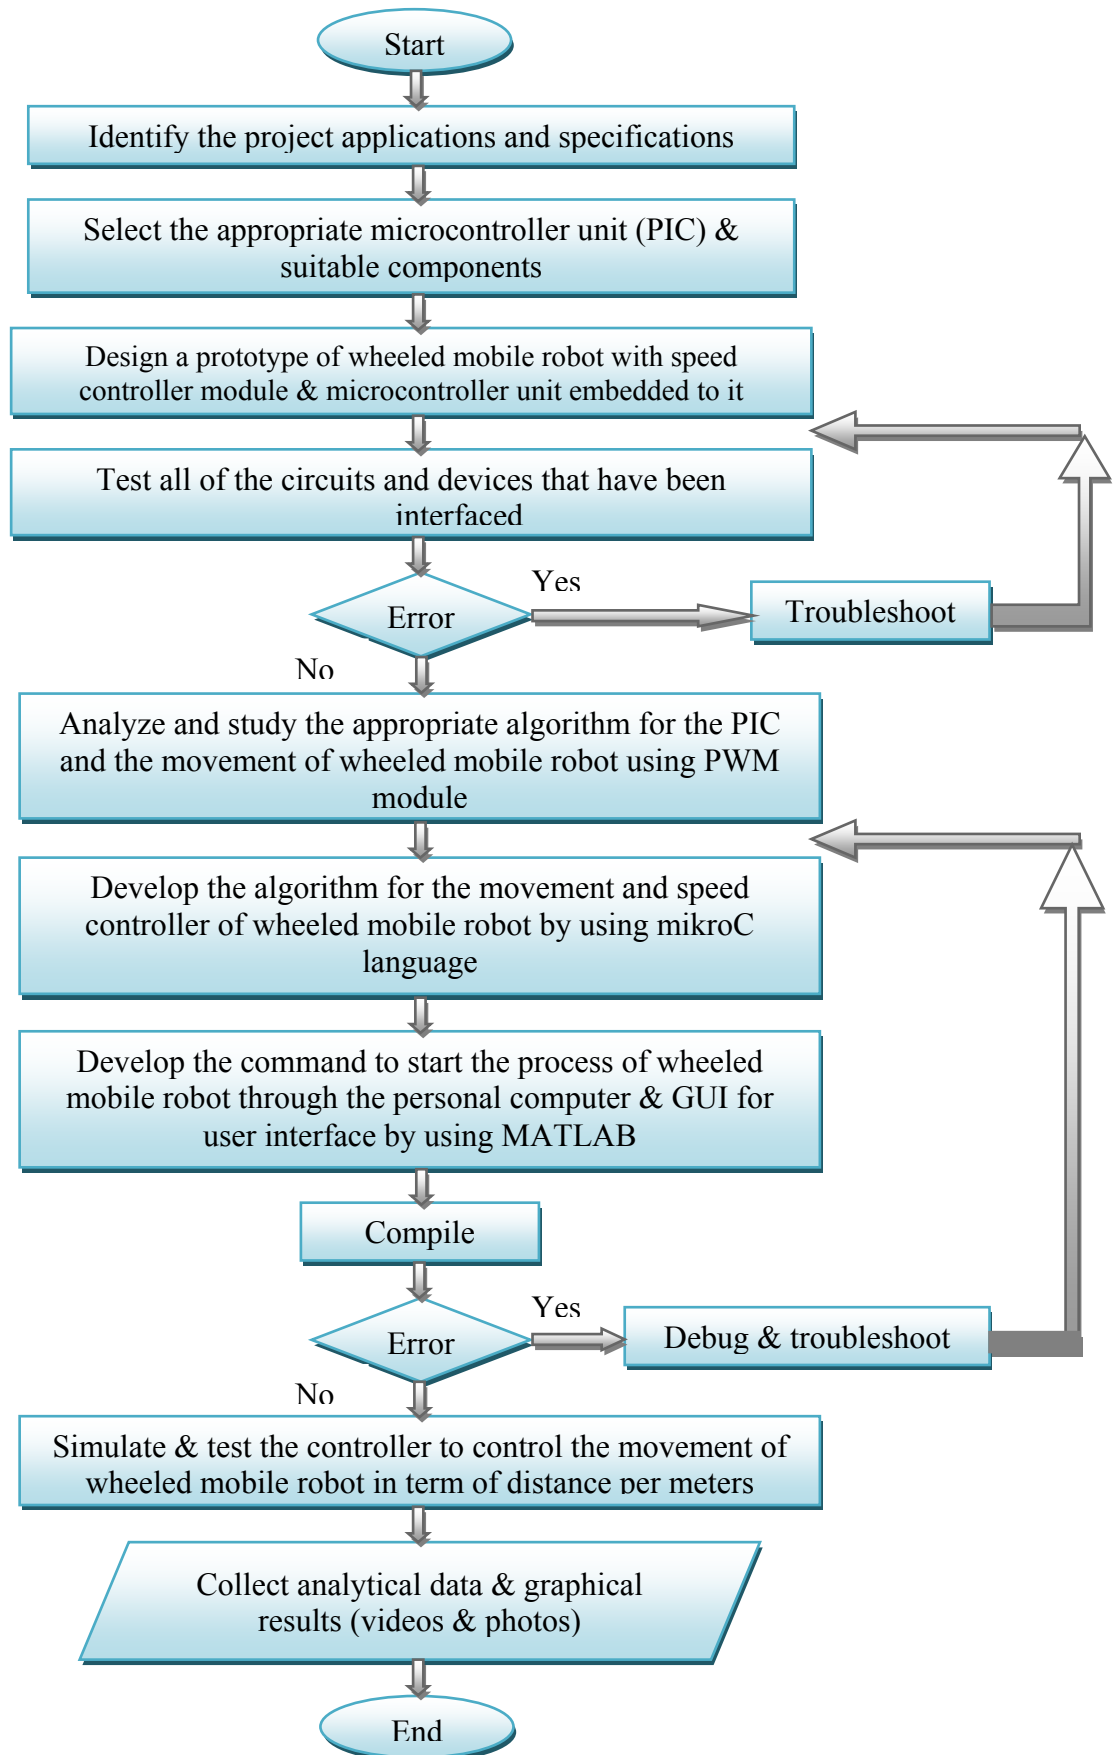 Start
Identify the project applications and specifications
Select the appropriate microcontroller unit (PIC) &
suitable components
Design a prototype of wheeled mobile robot with speed
controller module & microcontroller unit embedded to it
Test all of the circuits and devices that have been
interfaced
Yes
Error
Troubleshoot
No
Analyze and study the appropriate algorithm for the PIC
and the movement of wheeled mobile robot using PWM
module
Develop the algorithm for the movement and speed
controller of wheeled mobile robot by using mikroC
language
Develop the command to start the process of wheeled
mobile robot through the personal computer & GUI for
user interface by using MATLAB
Compile
Yes
Error
Debug & troubleshoot
No
Simulate & test the controller to control the movement of
wheeled mobile robot in term of distance per meters
Collect analytical data & graphical
results (videos & photos)
End